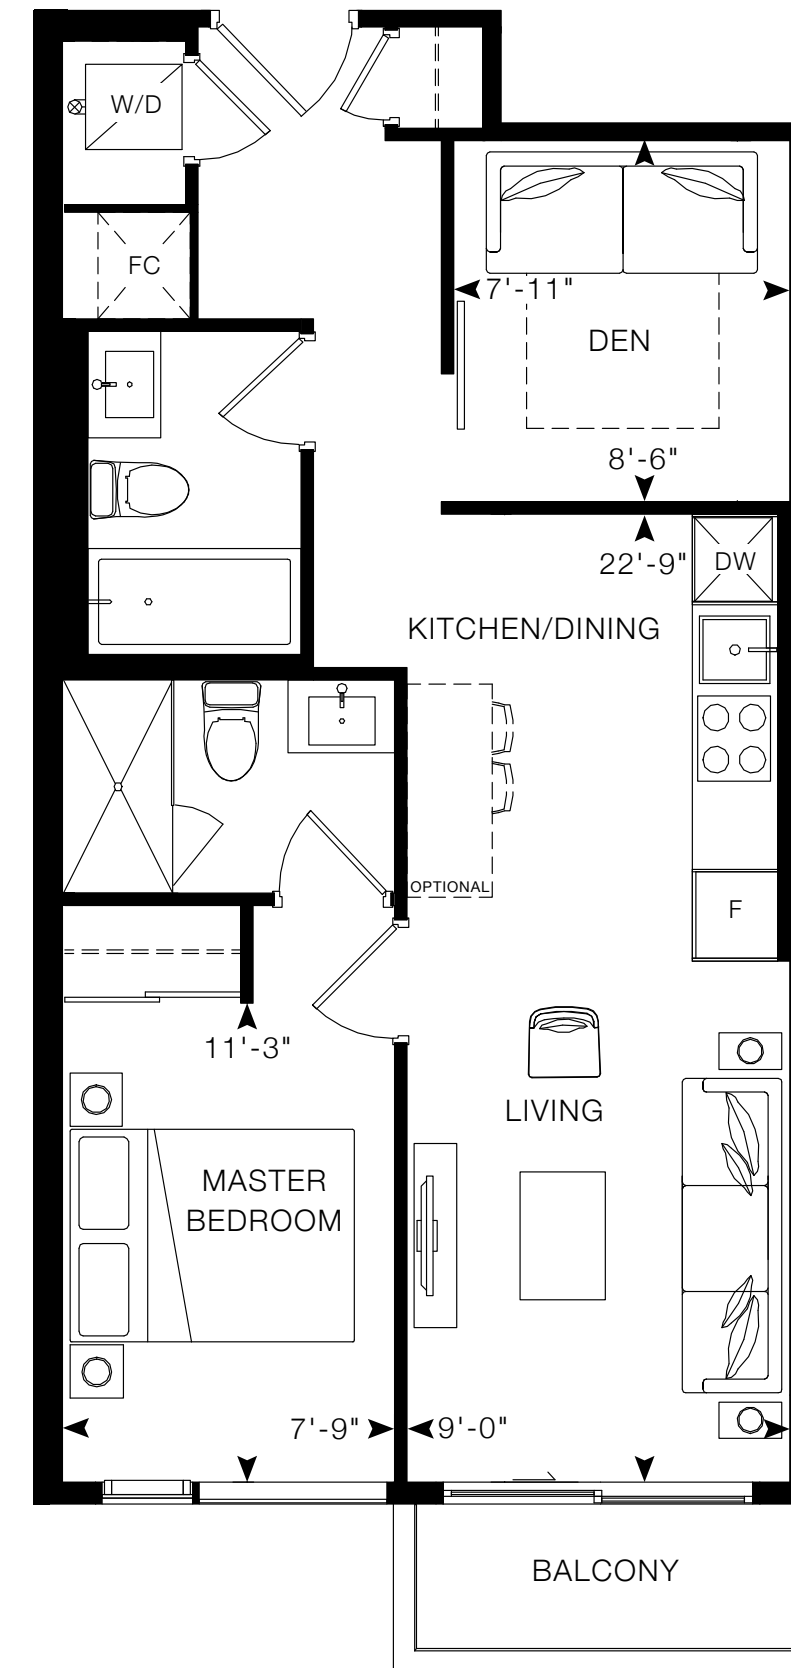 W/D
FC
7'-11"
DEN
8'-6"
22'-9"
DW
KITCHEN/DINING
OPTIONAL
F
11'-3"
LIVING
MASTER
BEDROOM
7'-9"
9'-0"
BALCONY